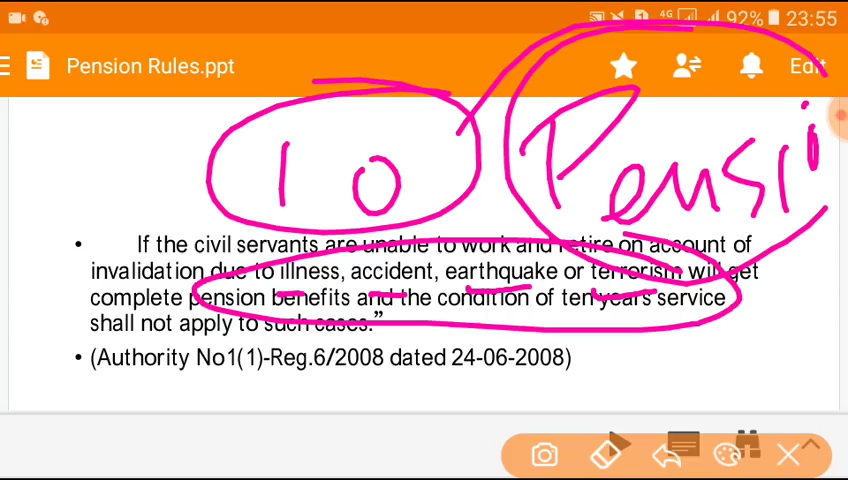 4G 1 92% 23:55
Pension Rules.ppt Edit
10 Pensi
• If the civil servants are unable to work and retire on account of
invalidation due to illness, accident, earthquake or terrorism will get
complete pension benefits and the condition of ten years service
shall not apply to such cases.”
• (Authority No1(1)-Reg.6/2008 dated 24-06-2008)